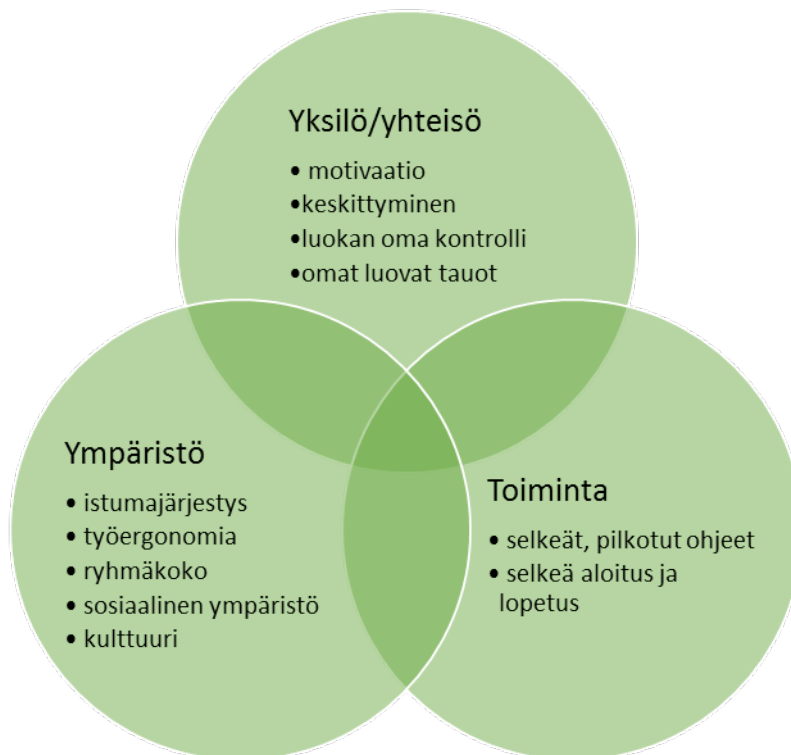 Yksilö/yhteisö
• motivaatio
•keskittyminen
•luokan oma kontrolli
•omat luovat tauot
Ympäristö
• istumajärjestys
• työergonomia
• ryhmäkoko
• sosiaalinen ympäristö
• kulttuuri
Toiminta
• selkeät, pilkotut ohjeet
• selkeä aloitus ja
lopetus